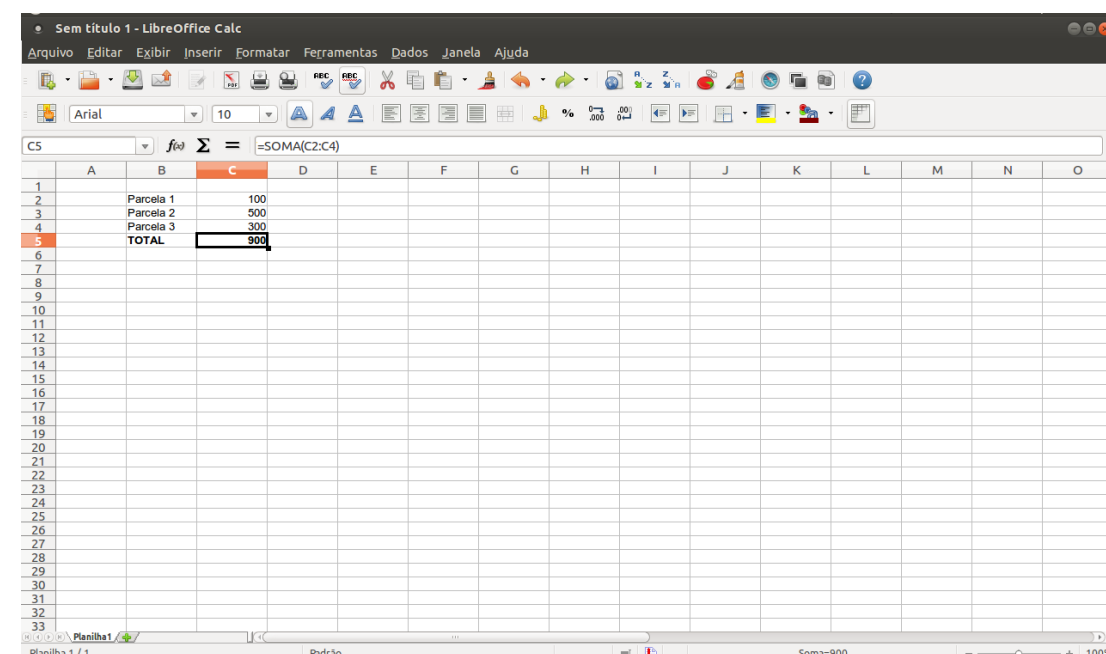 Sem título 1 - LibreOffice Calc
Arquivo Editar Exibir Inserir Formatar Ferramentas Dados Janela Ajuda
Arial 10
C5 f(x) Σ = =SOMA(C2:C4)
A B C D E F G H I J K L M N O
1
2 Parcela 1 100
3 Parcela 2 500
4 Parcela 3 300
5 TOTAL 900
6
7
8
9
10
11
12
13
14
15
16
17
18
19
20
21
22
23
24
25
26
27
28
29
30
31
32
33
Planilha1
Planilha 1 / 1 Padrão Soma=900 100%